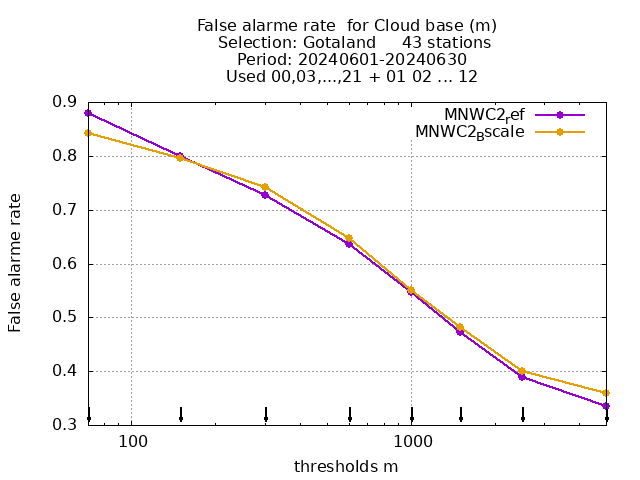 False alarme rate  for Cloud base (m)
Selection: Gotaland     43 stations
Period: 20240601-20240630
Used 00,03,...,21 + 01 02 ... 12
MNWC2ref
MNWC2Bscale
False alarme rate
0.9
0.8
0.7
0.6
0.5
0.4
0.3
100
1000
thresholds m